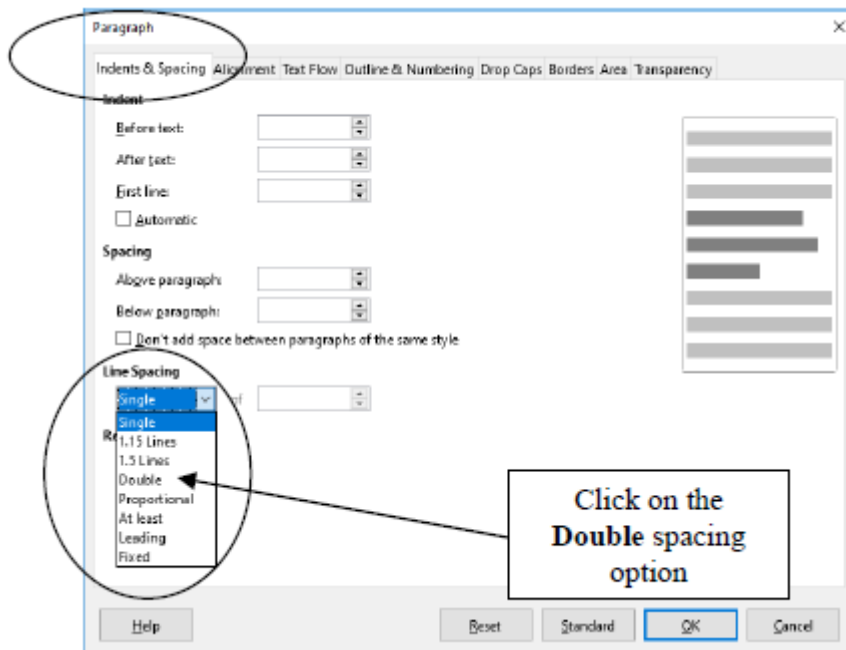 Paragraph
Indents & Spacing Alignment Text Flow Outline & Numbering Drop Caps Borders Area Transparency
Indent
Before text:
After text:
First line:
Automatic
Spacing
Above paragraph:
Below paragraph:
Don't add space between paragraphs of the same style
Line Spacing
Single of
Single
1.15 Lines
1.5 Lines
Double
Proportional
At least
Leading
Fixed
Click on the
Double spacing
option
Help Reset Standard OK Cancel